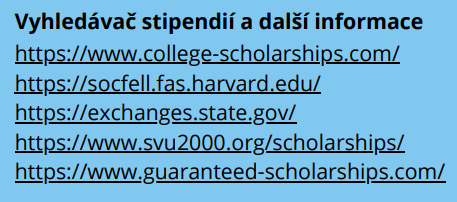 Vyhledávač stipendií a další informace
https://www.college-scholarships.com/
https://socfell.fas.harvard.edu/
https://exchanges.state.gov/
https://www.svu2000.org/scholarships/
https://www.guaranteed-scholarships.com/